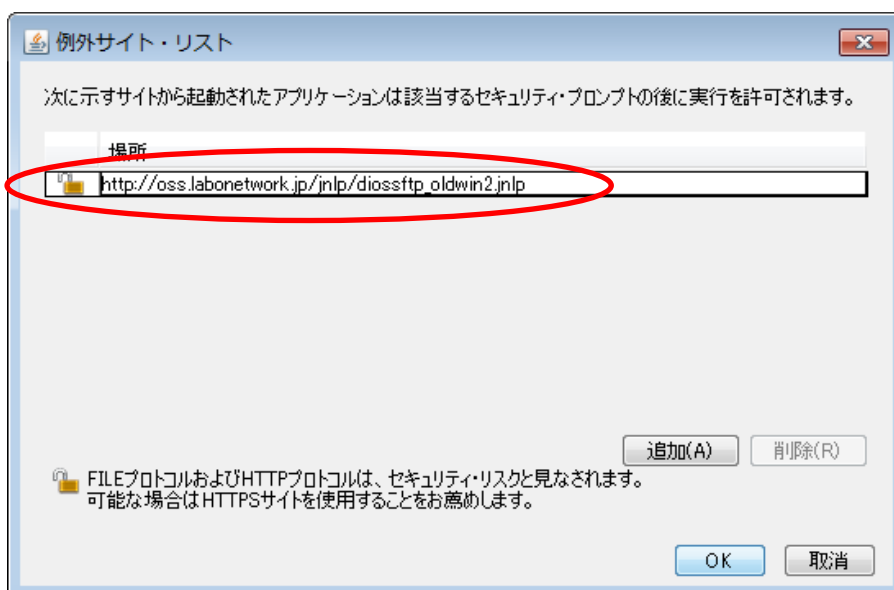 例外サイト・リスト
次に示すサイトから起動されたアプリケーションは該当するセキュリティ・プロンプトの後に実行を許可されます。
場所
http://oss.labonetwork.jp/jnlp/diossftp_oldwin2.jnlp
追加(A) 削除(R)
FILEプロトコルおよびHTTPプロトコルは、セキュリティ・リスクと見なされます。
可能な場合はHTTPSサイトを使用することをお薦めします。
OK 取消